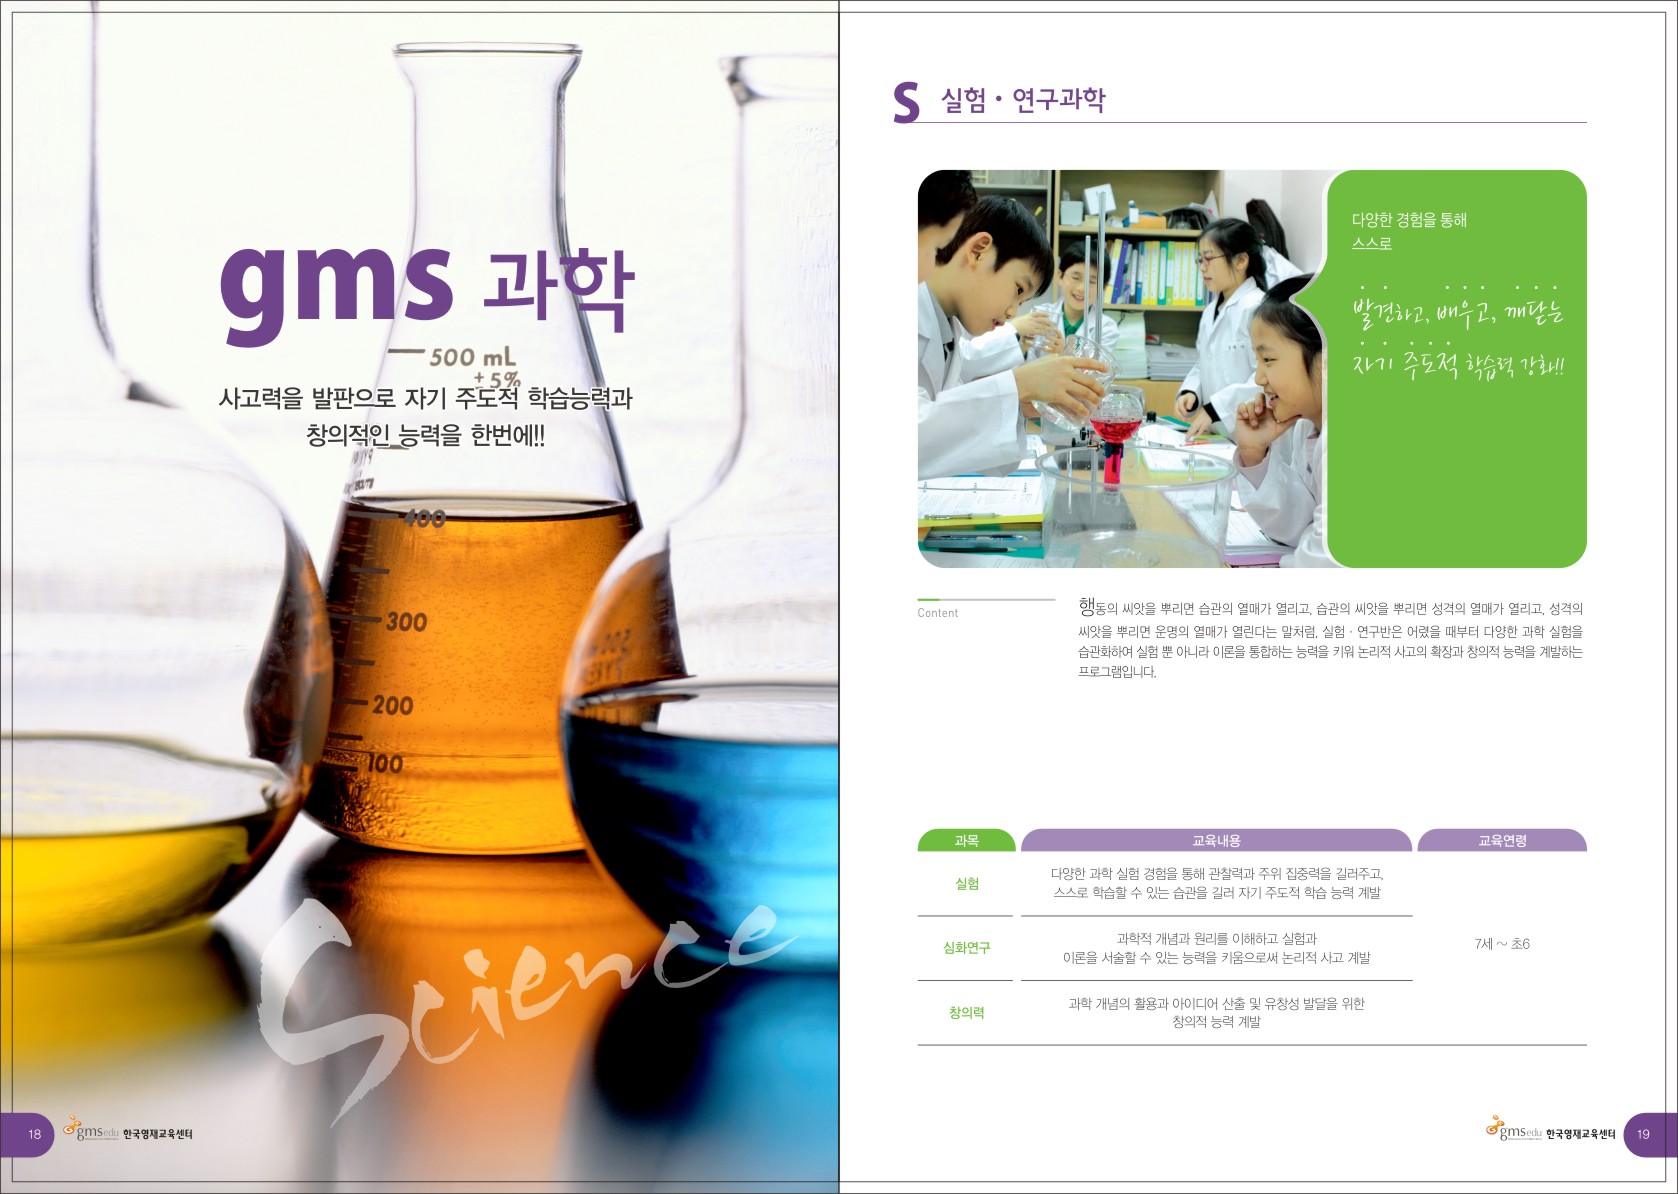 gms 과학
500 mL
± 5%
사고력을 발판으로 자기 주도적 학습능력과
창의적인 능력을 한번에!!
400
300
200
100
Science
18
gmsedu 한국영재교육센터
S 실험・연구과학
다양한 경험을 통해
스스로
발견하고, 배우고, 깨닫는
자기 주도적 학습력 강화!!
Content
행동의 씨앗을 뿌리면 습관의 열매가 열리고, 습관의 씨앗을 뿌리면 성격의 열매가 열리고, 성격의
씨앗을 뿌리면 운명의 열매가 열린다는 말처럼, 실험・연구반은 어렸을 때부터 다양한 과학 실험을
습관화하여 실험 뿐 아니라 이론을 통합하는 능력을 키워 논리적 사고의 확장과 창의적 능력을 계발하는
프로그램입니다.
과목 교육내용 교육연령
실험
다양한 과학 실험 경험을 통해 관찰력과 주위 집중력을 길러주고,
스스로 학습할 수 있는 습관을 길러 자기 주도적 학습 능력 계발
심화연구
과학적 개념과 원리를 이해하고 실험과
이론을 서술할 수 있는 능력을 키움으로써 논리적 사고 계발
창의력
과학 개념의 활용과 아이디어 산출 및 유창성 발달을 위한
창의적 능력 계발
7세 ~ 초6
gmsedu 한국영재교육센터
19